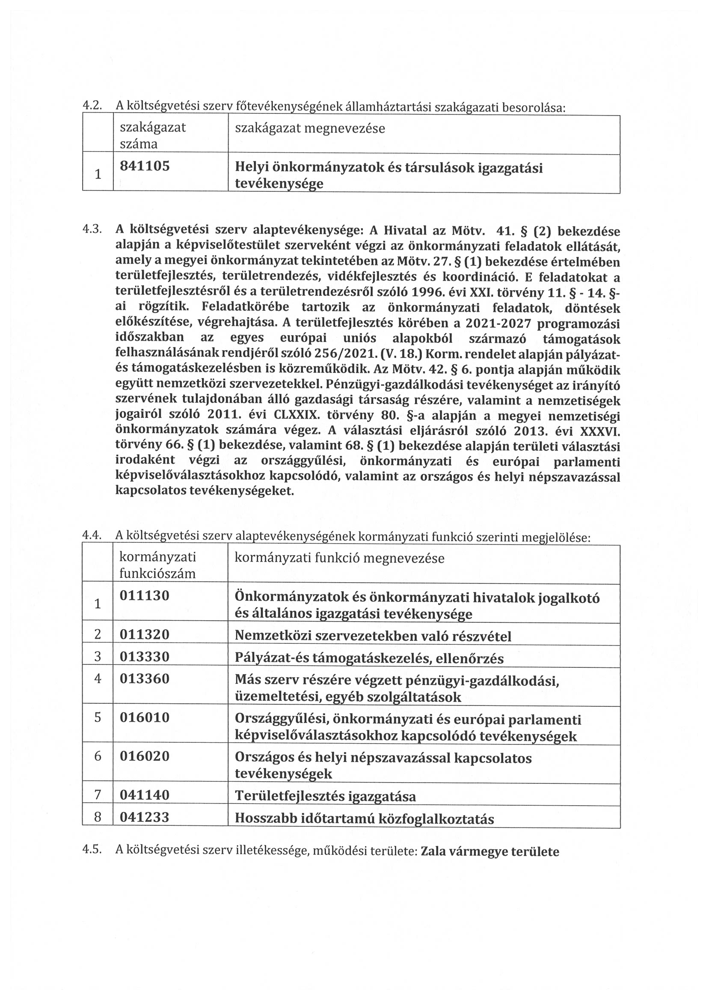 4.2. A költségvetési szerv főtevékenységének államháztartási szakágazati besorolása:
szakágazat
száma
szakágazat megnevezése
1
841105
Helyi önkormányzatok és társulások igazgatási
tevékenysége
4.3. A költségvetési szerv alaptevékenysége: A Hivatal az Mötv. 41. § (2) bekezdése
alapján a képviselőtestület szerveként végzi az önkormányzati feladatok ellátását,
amely a megyei önkormányzat tekintetében az Mötv. 27. § (1) bekezdése értelmében
területfejlesztés, területrendezés, vidékfejlesztés és koordináció. E feladatokat a
területfejlesztésről és a területrendezésről szóló 1996. évi XXI. törvény 11. § - 14. §-
ai rögzítik. Feladatkörébe tartozik az önkormányzati feladatok, döntések
előkészítése, végrehajtása. A területfejlesztés körében a 2021-2027 programozási
időszakban az egyes európai uniós alapokból származó támogatások
felhasználásának rendjéről szóló 256/2021. (V. 18.) Korm. rendelet alapján pályázat-
és támogatáskezelésben is közreműködik. Az Mötv. 42. § 6. pontja alapján működik
együtt nemzetközi szervezetekkel. Pénzügyi-gazdálkodási tevékenységet az irányító
szervének tulajdonában álló gazdasági társaság részére, valamint a nemzetiségek
jogairól szóló 2011. évi CLXXIX. törvény 80. §-a alapján a megyei nemzetiségi
önkormányzatok számára végez. A választási eljárásról szóló 2013. évi XXXVI.
törvény 66. § (1) bekezdése, valamint 68. § (1) bekezdése alapján területi választási
irodaként végzi az országgyűlési, önkormányzati és európai parlamenti
képviselőválasztásokhoz kapcsolódó, valamint az országos és helyi népszavazással
kapcsolatos tevékenységeket.
4.4. A költségvetési szerv alaptevékenységének kormányzati funkció szerinti megjelölése:
kormányzati
funkciószám
kormányzati funkció megnevezése
1
011130
Önkormányzatok és önkormányzati hivatalok jogalkotó
és általános igazgatási tevékenysége
2 011320 Nemzetközi szervezetekben való részvétel
3 013330 Pályázat-és támogatáskezelés, ellenőrzés
4 013360 Más szerv részére végzett pénzügyi-gazdálkodási,
üzemeltetési, egyéb szolgáltatások
5 016010 Országgyűlési, önkormányzati és európai parlamenti
képviselőválasztásokhoz kapcsolódó tevékenységek
6 016020 Országos és helyi népszavazással kapcsolatos
tevékenységek
7 041140 Területfejlesztés igazgatása
8 041233 Hosszabb időtartamú közfoglalkoztatás
4.5. A költségvetési szerv illetékessége, működési területe: Zala vármegye területe